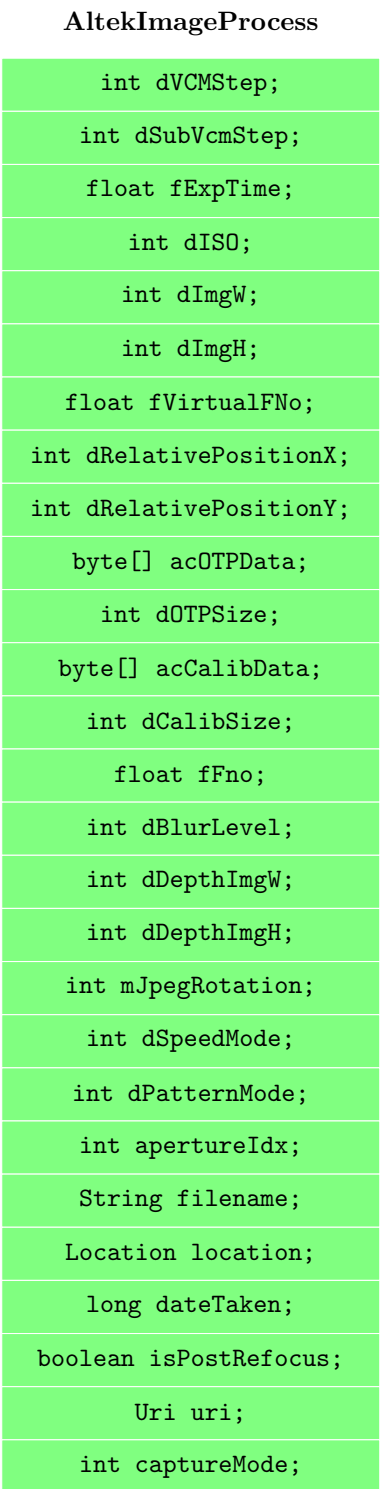 AltekImageProcess
int dVCMStep;
int dSubVcmStep;
float fExpTime;
int dISO;
int dImgW;
int dImgH;
float fVirtualFNo;
int dRelativePositionX;
int dRelativePositionY;
byte[] acOTPData;
int dOTPSize;
byte[] acCalibData;
int dCalibSize;
float fFno;
int dBlurLevel;
int dDepthImgW;
int dDepthImgH;
int mJpegRotation;
int dSpeedMode;
int dPatternMode;
int apertureIdx;
String filename;
Location location;
long dateTaken;
boolean isPostRefocus;
Uri uri;
int captureMode;